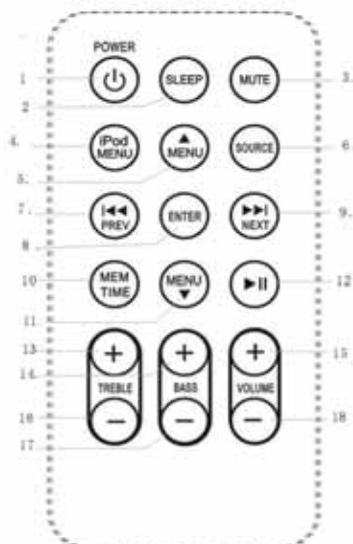 POWER
1. SLEEP MUTE 3.
2.
4. iPod MENU ▲ MENU SOURCE 6.
5.
7. I◀◀ PREV ENTER ▶▶I NEXT 9.
8.
10 MEM TIME MENU ▼ ▶II 12
11
13 + + + 15.
14.
TREBLE BASS VOLUME
16 − − − 18.
17.